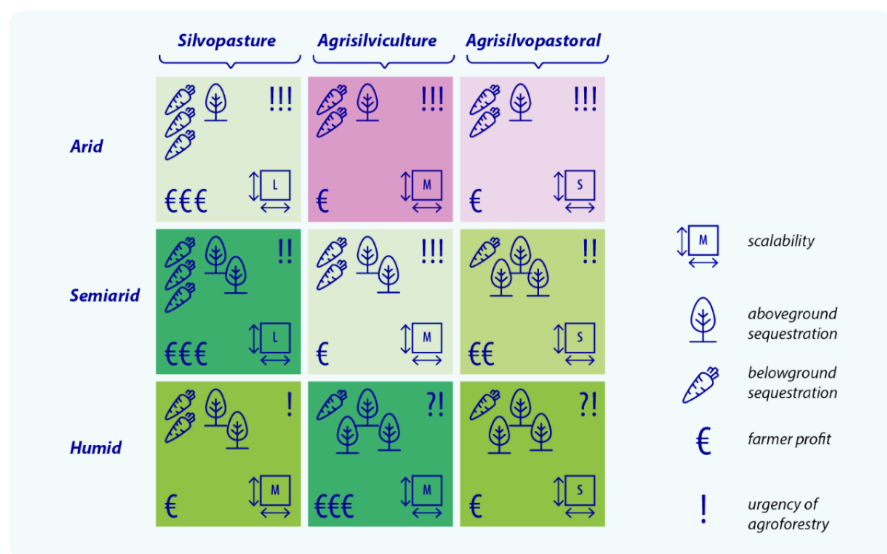 Silvopasture Agrisilviculture Agrisilvopastoral
Arid
!!! !!! !!!
€€€ L € M € S
Semiarid
!! !!! !!
€€€ L € M €€ S
Humid
! ?! ?!
€ M €€€ M € S
M scalability
aboveground
sequestration
belowground
sequestration
€ farmer profit
! urgency of
agroforestry